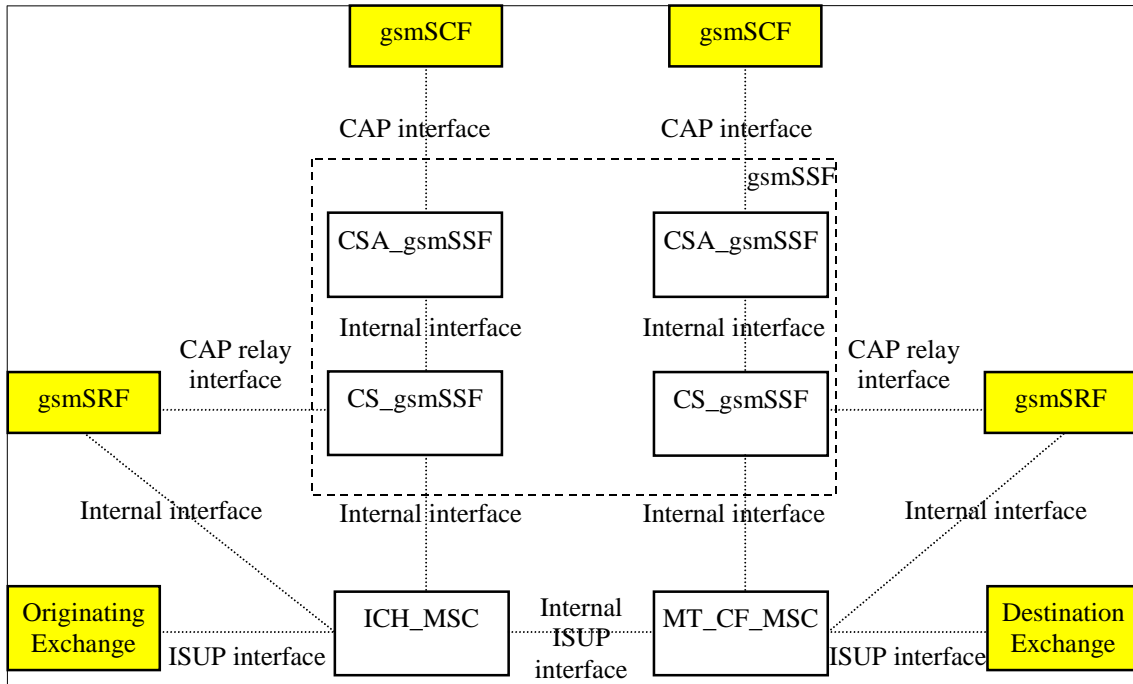 gsmSCF
gsmSCF
CAP interface
CAP interface
gsmSSF
CSA_gsmSSF
CSA_gsmSSF
Internal interface
Internal interface
CAP relay
interface
CAP relay
interface
gsmSRF
CS_gsmSSF
CS_gsmSSF
gsmSRF
Internal interface
Internal interface
Internal interface
Internal interface
Originating
Exchange
ICH_MSC
Internal
ISUP
interface
MT_CF_MSC
Destination
Exchange
ISUP interface
ISUP interface